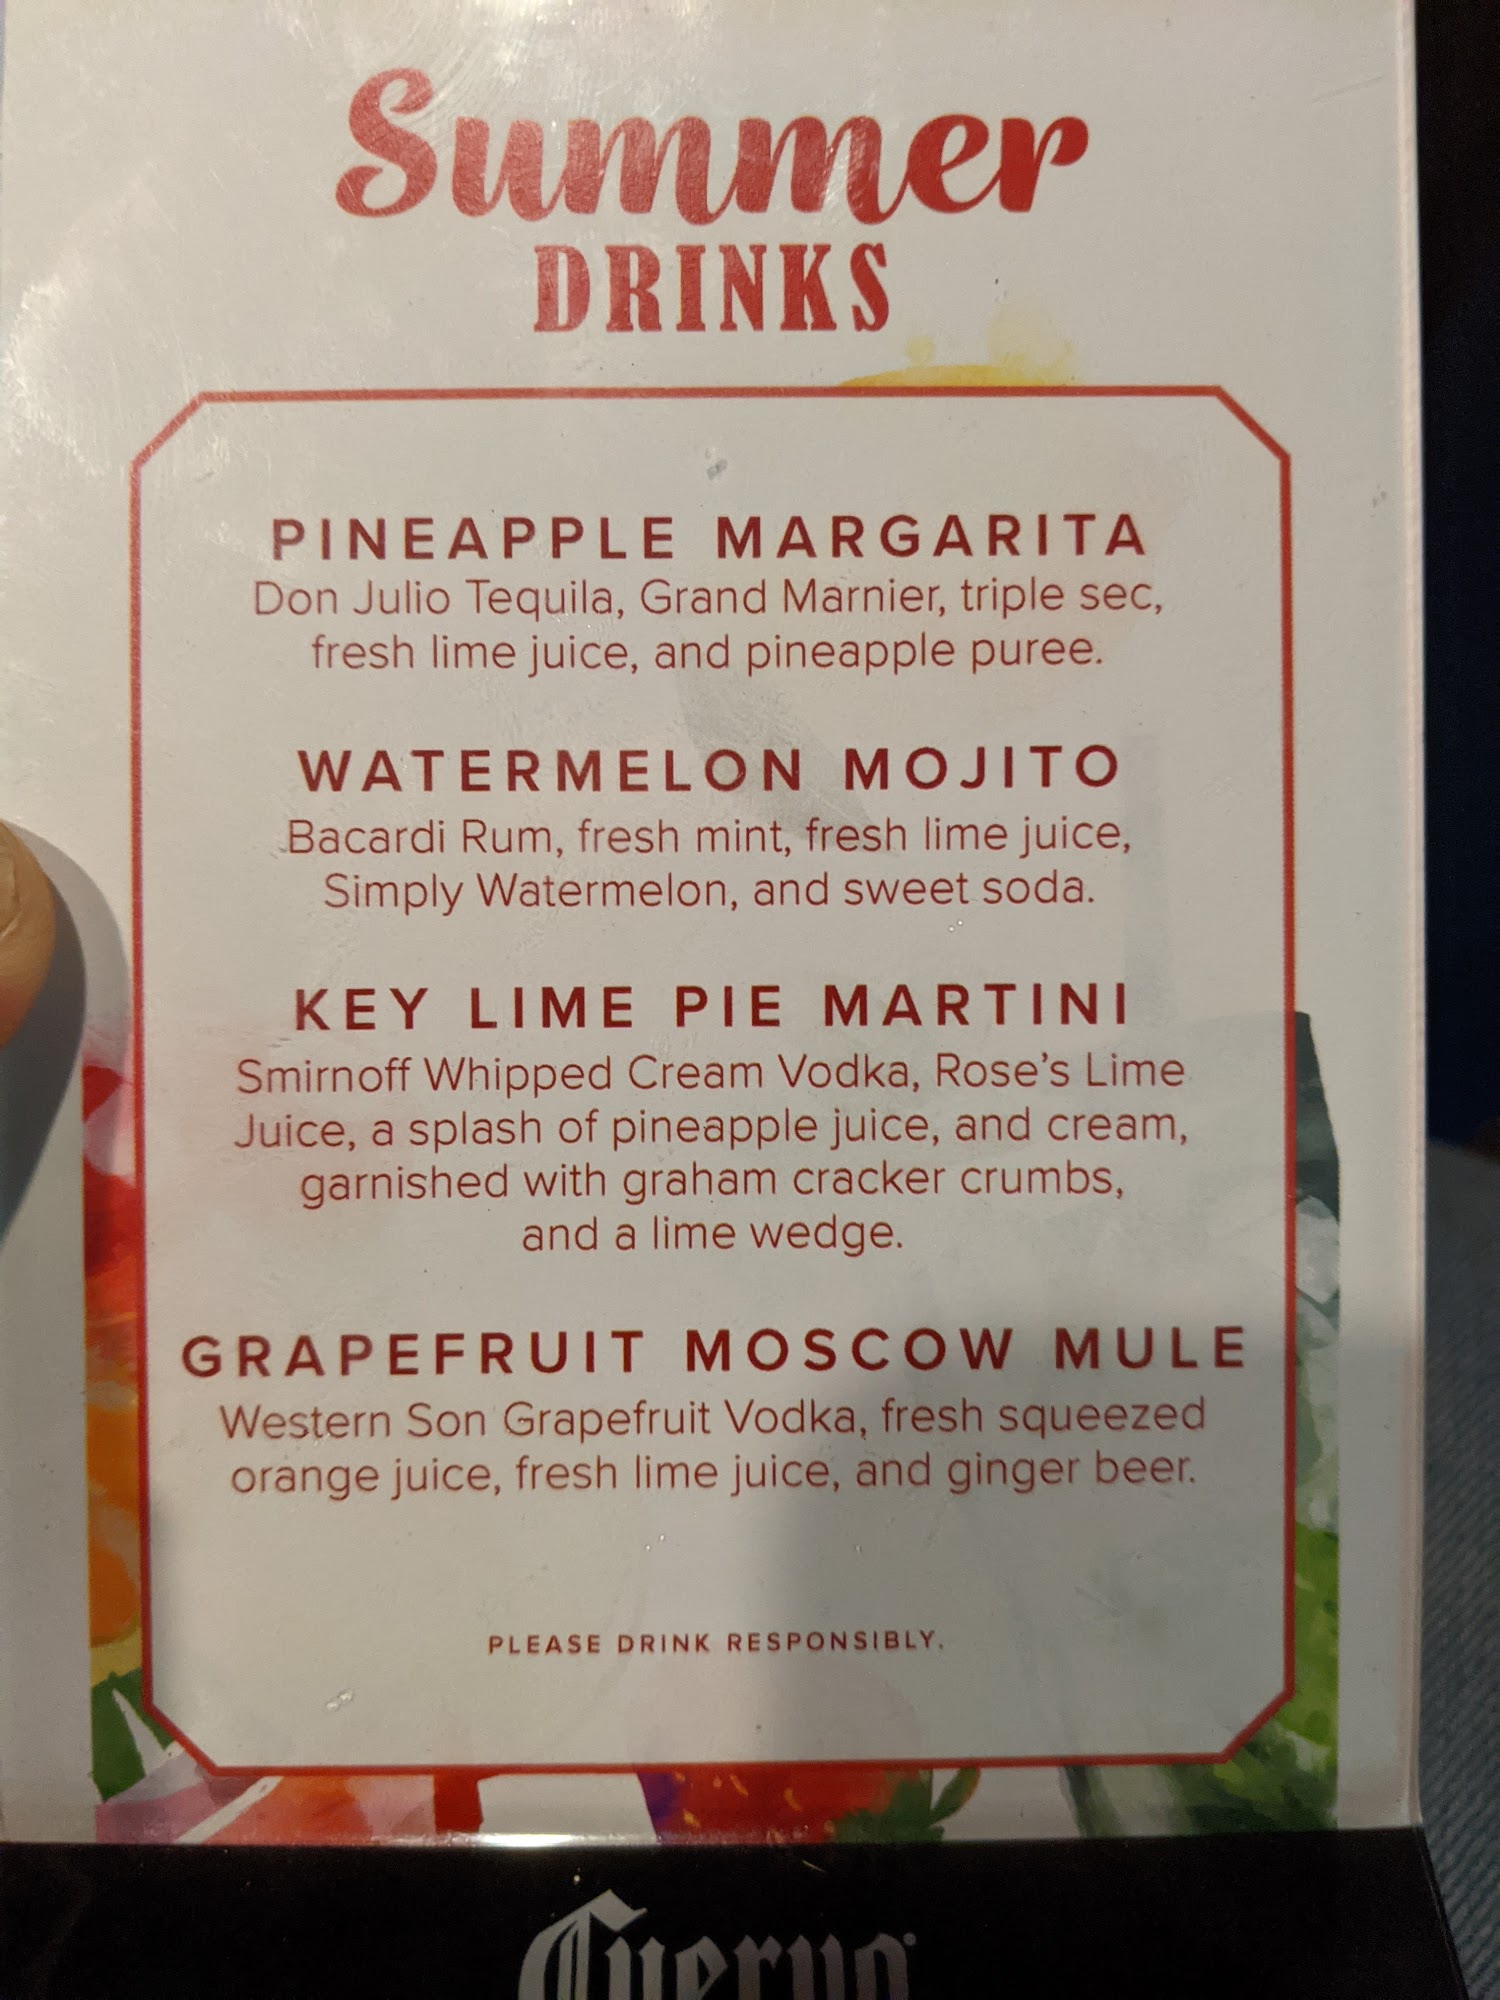 Summer
DRINKS
PINEAPPLE MARGARITA
Don Julio Tequila, Grand Marnier, triple sec,
fresh lime juice, and pineapple puree.
WATERMELON MOJITO
Bacardi Rum, fresh mint, fresh lime juice,
Simply Watermelon, and sweet soda.
KEY LIME PIE MARTINI
Smirnoff Whipped Cream Vodka, Rose's Lime
Juice, a splash of pineapple juice, and cream,
garnished with graham cracker crumbs,
and a lime wedge.
GRAPEFRUIT MOSCOW MULE
Western Son Grapefruit Vodka, fresh squeezed
orange juice, fresh lime juice, and ginger beer.
PLEASE DRINK RESPONSIBLY.
Cuervo